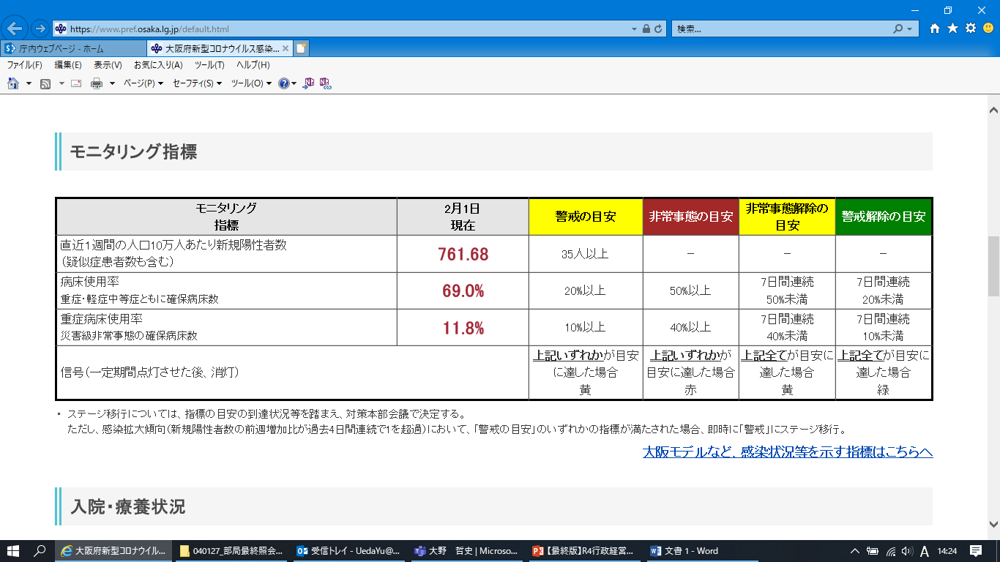 https://www.pref.osaka.lg.jp/default.html
検索...
庁内ウェブページ - ホーム
大阪府新型コロナウイルス感染...
ファイル(F) 編集(E) 表示(V) お気に入り(A) ツール(T) ヘルプ(H)
ページ(P) セーフティ(S) ツール(O)
モニタリング指標
モニタリング
指標
2月1日
現在
警戒の目安
非常事態の目安
非常事態解除の
目安
警戒解除の目安
直近1週間の人口10万人あたり新規陽性者数
(疑似症患者数も含む)
761.68
35人以上
－
－
－
病床使用率
重症・軽症中等症ともに確保病床数
69.0%
20%以上
50%以上
7日間連続
50%未満
7日間連続
20%未満
重症病床使用率
災害級非常事態の確保病床数
11.8%
10%以上
40%以上
7日間連続
40%未満
7日間連続
10%未満
信号(一定期間点灯させた後、消灯)
上記いずれかが目安
に達した場合
黄
上記いずれかが
目安に達した場合
赤
上記全てが目安に
達した場合
黄
上記全てが目安に
達した場合
緑
・ ステージ移行については、指標の目安の到達状況等を踏まえ、対策本部会議で決定する。
ただし、感染拡大傾向(新規陽性者数の前週増加比が過去4日間連続で1を超過)において、「警戒の目安」のいずれかの指標が満たされた場合、即時に「警戒」にステージ移行。
大阪モデルなど、感染状況等を示す指標はこちらへ
入院・療養状況
大阪府新型コロナウイル...
040127_部局最終照会...
受信トレイ - UedaYu@...
大野 哲史 | Microso...
【最終版】R4行政経営...
文書 1 - Word
A
14:24